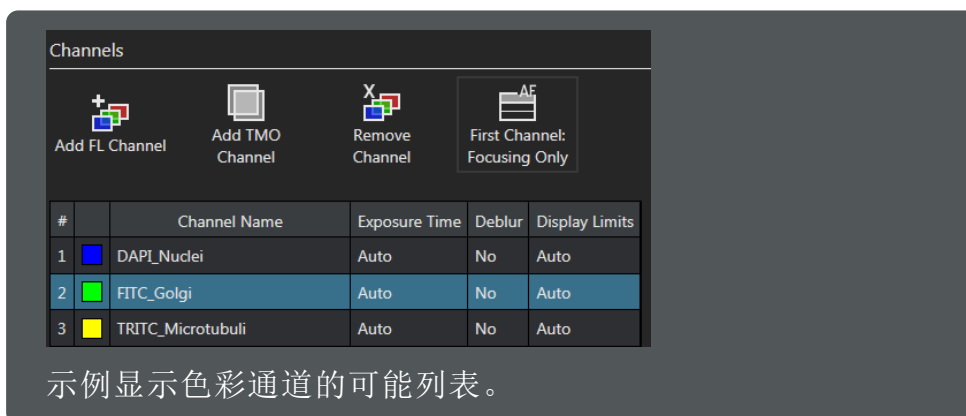 Channels
Add FL Channel
Add TMO
Channel
X
Remove
Channel
AF
First Channel:
Focusing Only
# Channel Name Exposure Time Deblur Display Limits
1 DAPI_Nuclei Auto No Auto
2 FITC_Golgi Auto No Auto
3 TRITC_Microtubuli Auto No Auto
示例显示色彩通道的可能列表。